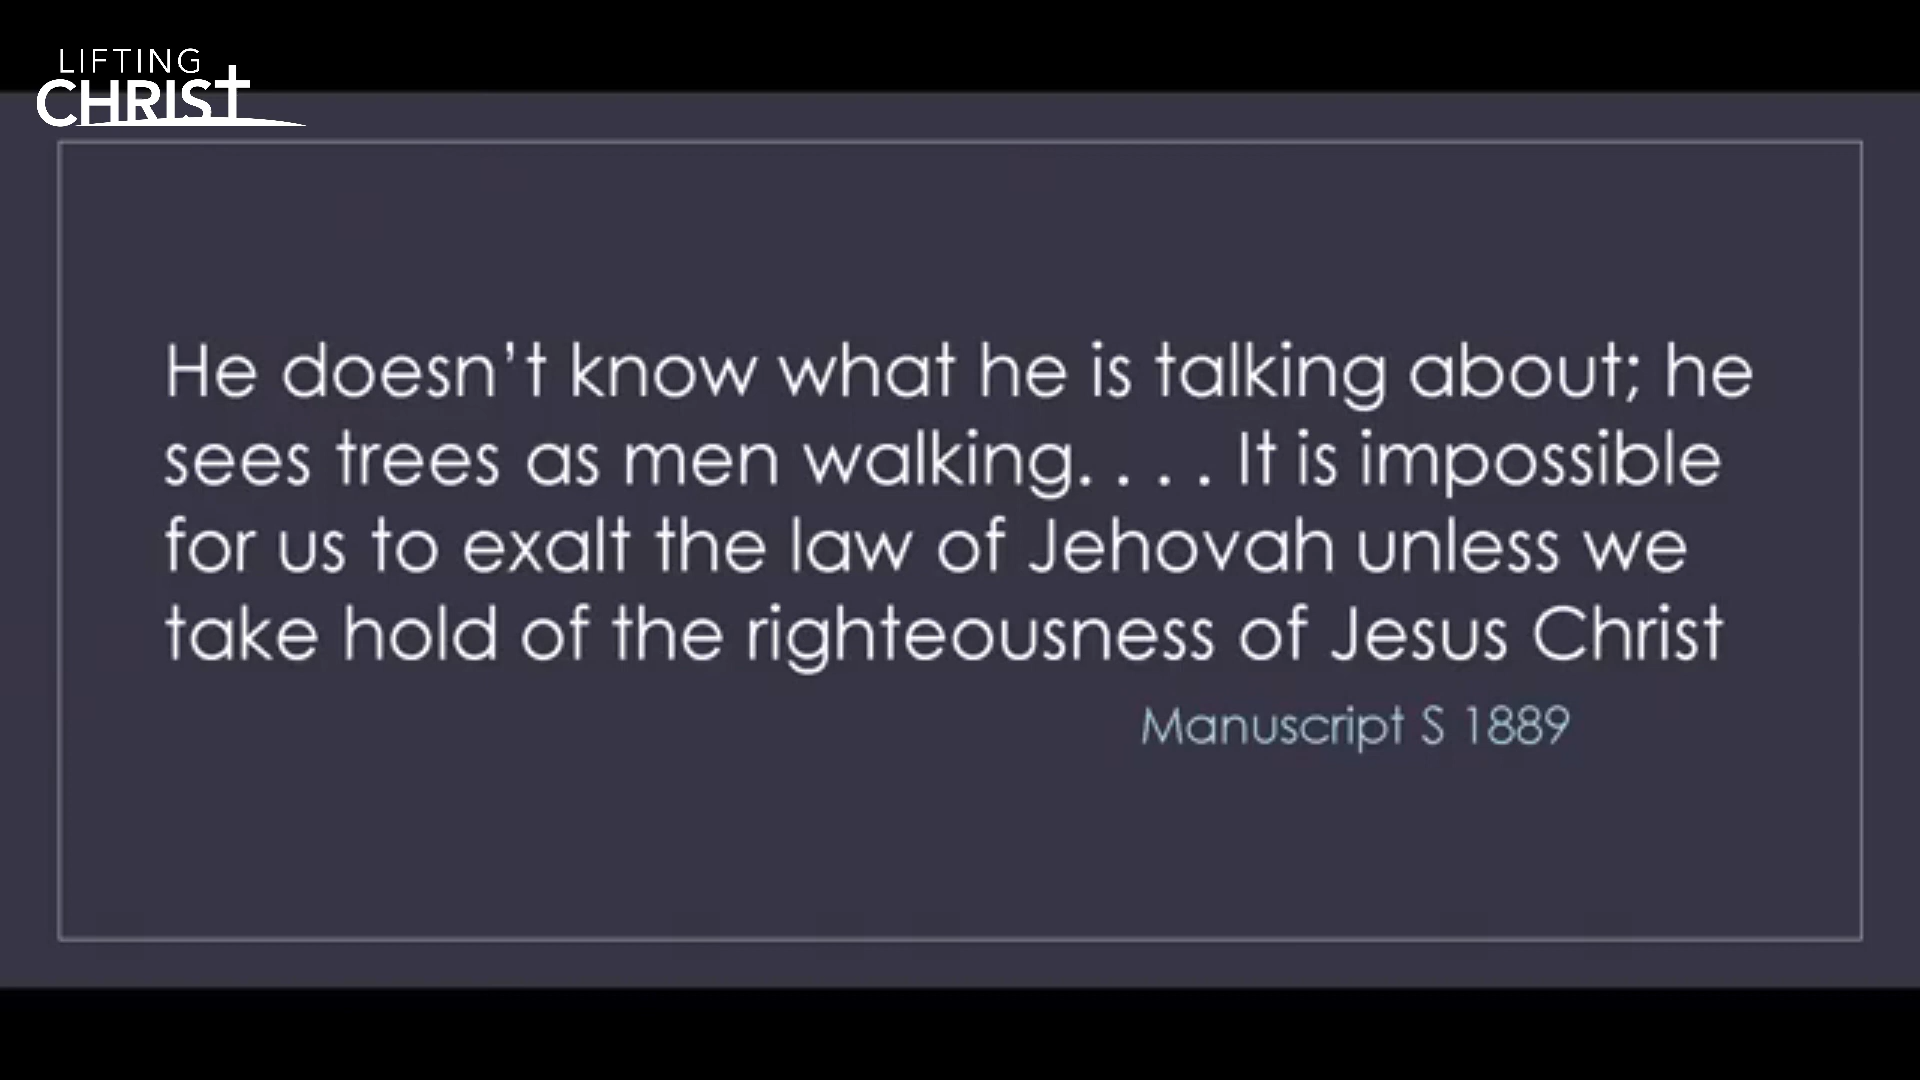 LIFTING
CHRIST
He doesn’t know what he is talking about; he
sees trees as men walking. . . . It is impossible
for us to exalt the law of Jehovah unless we
take hold of the righteousness of Jesus Christ
Manuscript S 1889